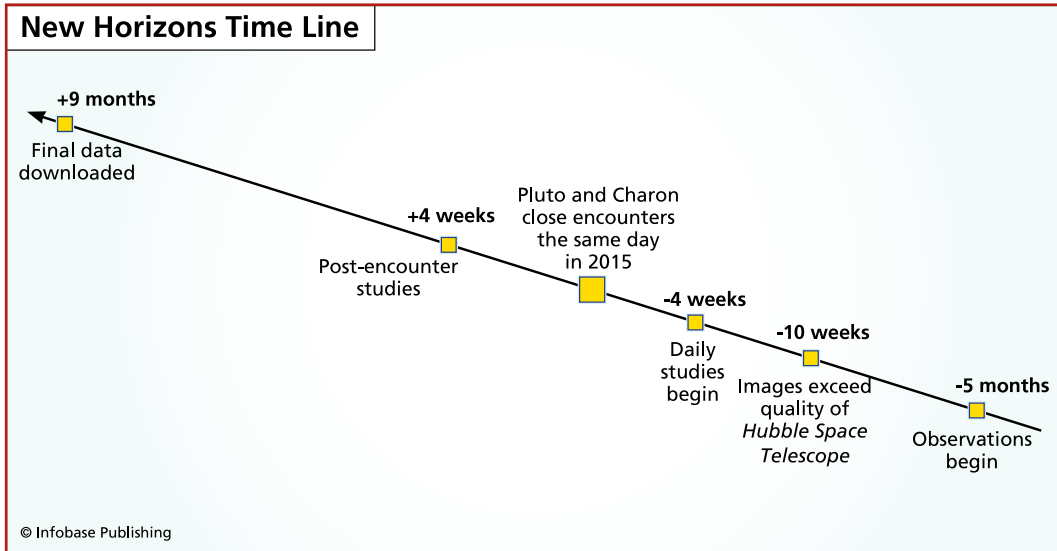 New Horizons Time Line
+9 months
Final data
downloaded
+4 weeks
Post-encounter
studies
Pluto and Charon
close encounters
the same day
in 2015
-4 weeks
Daily
studies
begin
-10 weeks
Images exceed
quality of
Hubble Space
Telescope
-5 months
Observations
begin
© Infobase Publishing